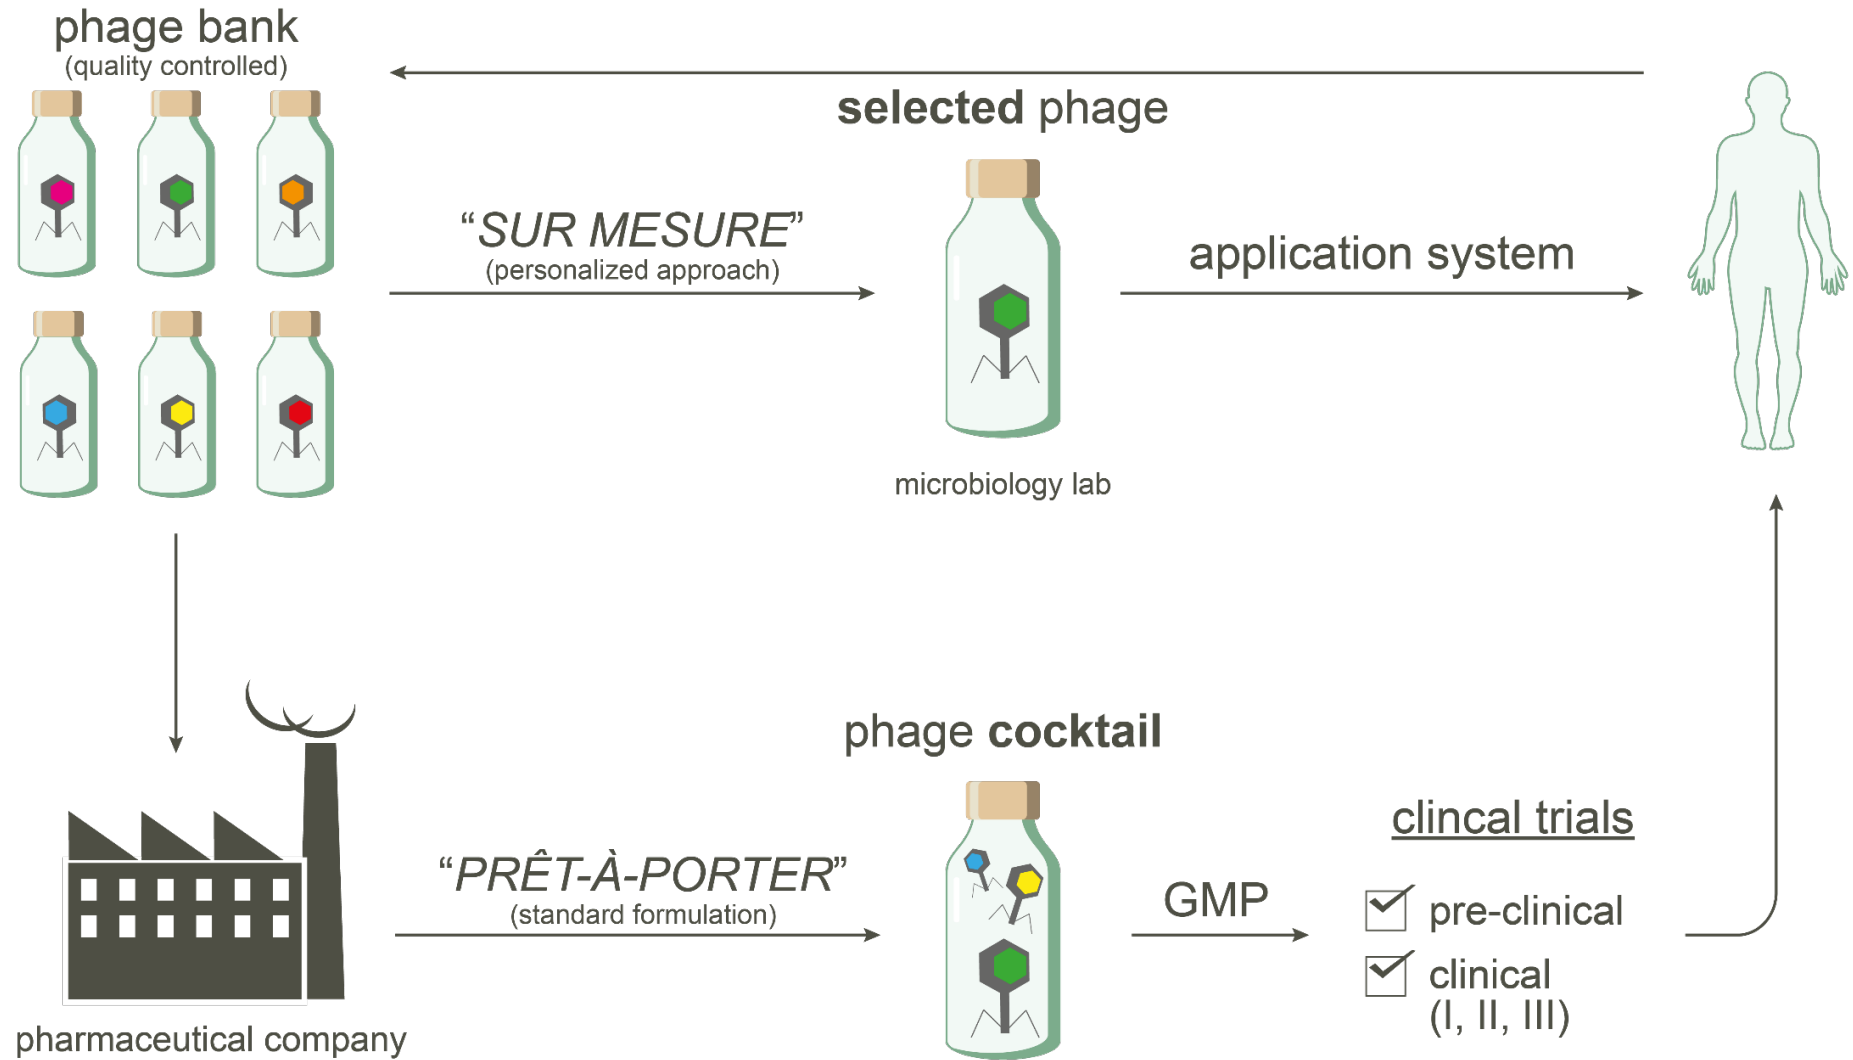 phage bank
(quality controlled)
selected phage
“SUR MESURE”
(personalized approach)
application system
microbiology lab
phage cocktail
“PRÊT-À-PORTER”
(standard formulation)
GMP
clincal trials
pre-clinical
clinical
(I, II, III)
pharmaceutical company